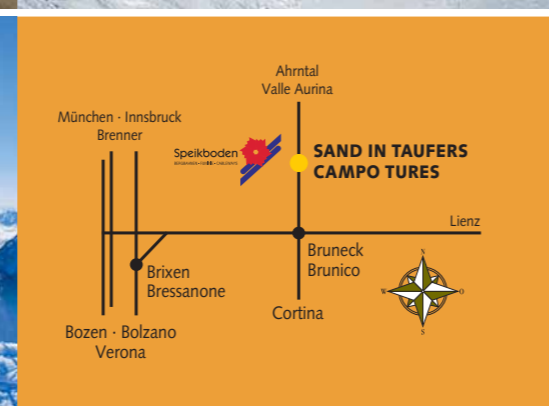 Ahrntal
Valle Aurina
München · Innsbruck
Brenner
Speikboden
SAND IN TAUFERS
CAMPO TURES
Lienz
Bruneck
Brunico
Brixen
Bressanone
Cortina
Bozen · Bolzano
Verona
N
W
O
S